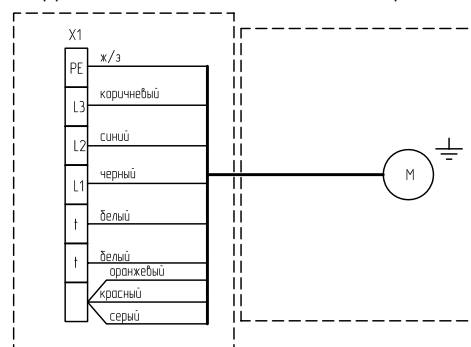 X1
PE ж/з
L3 коричневый
L2 синий
L1 черный
t белый
t белый
оранжевый
красный
серый
M